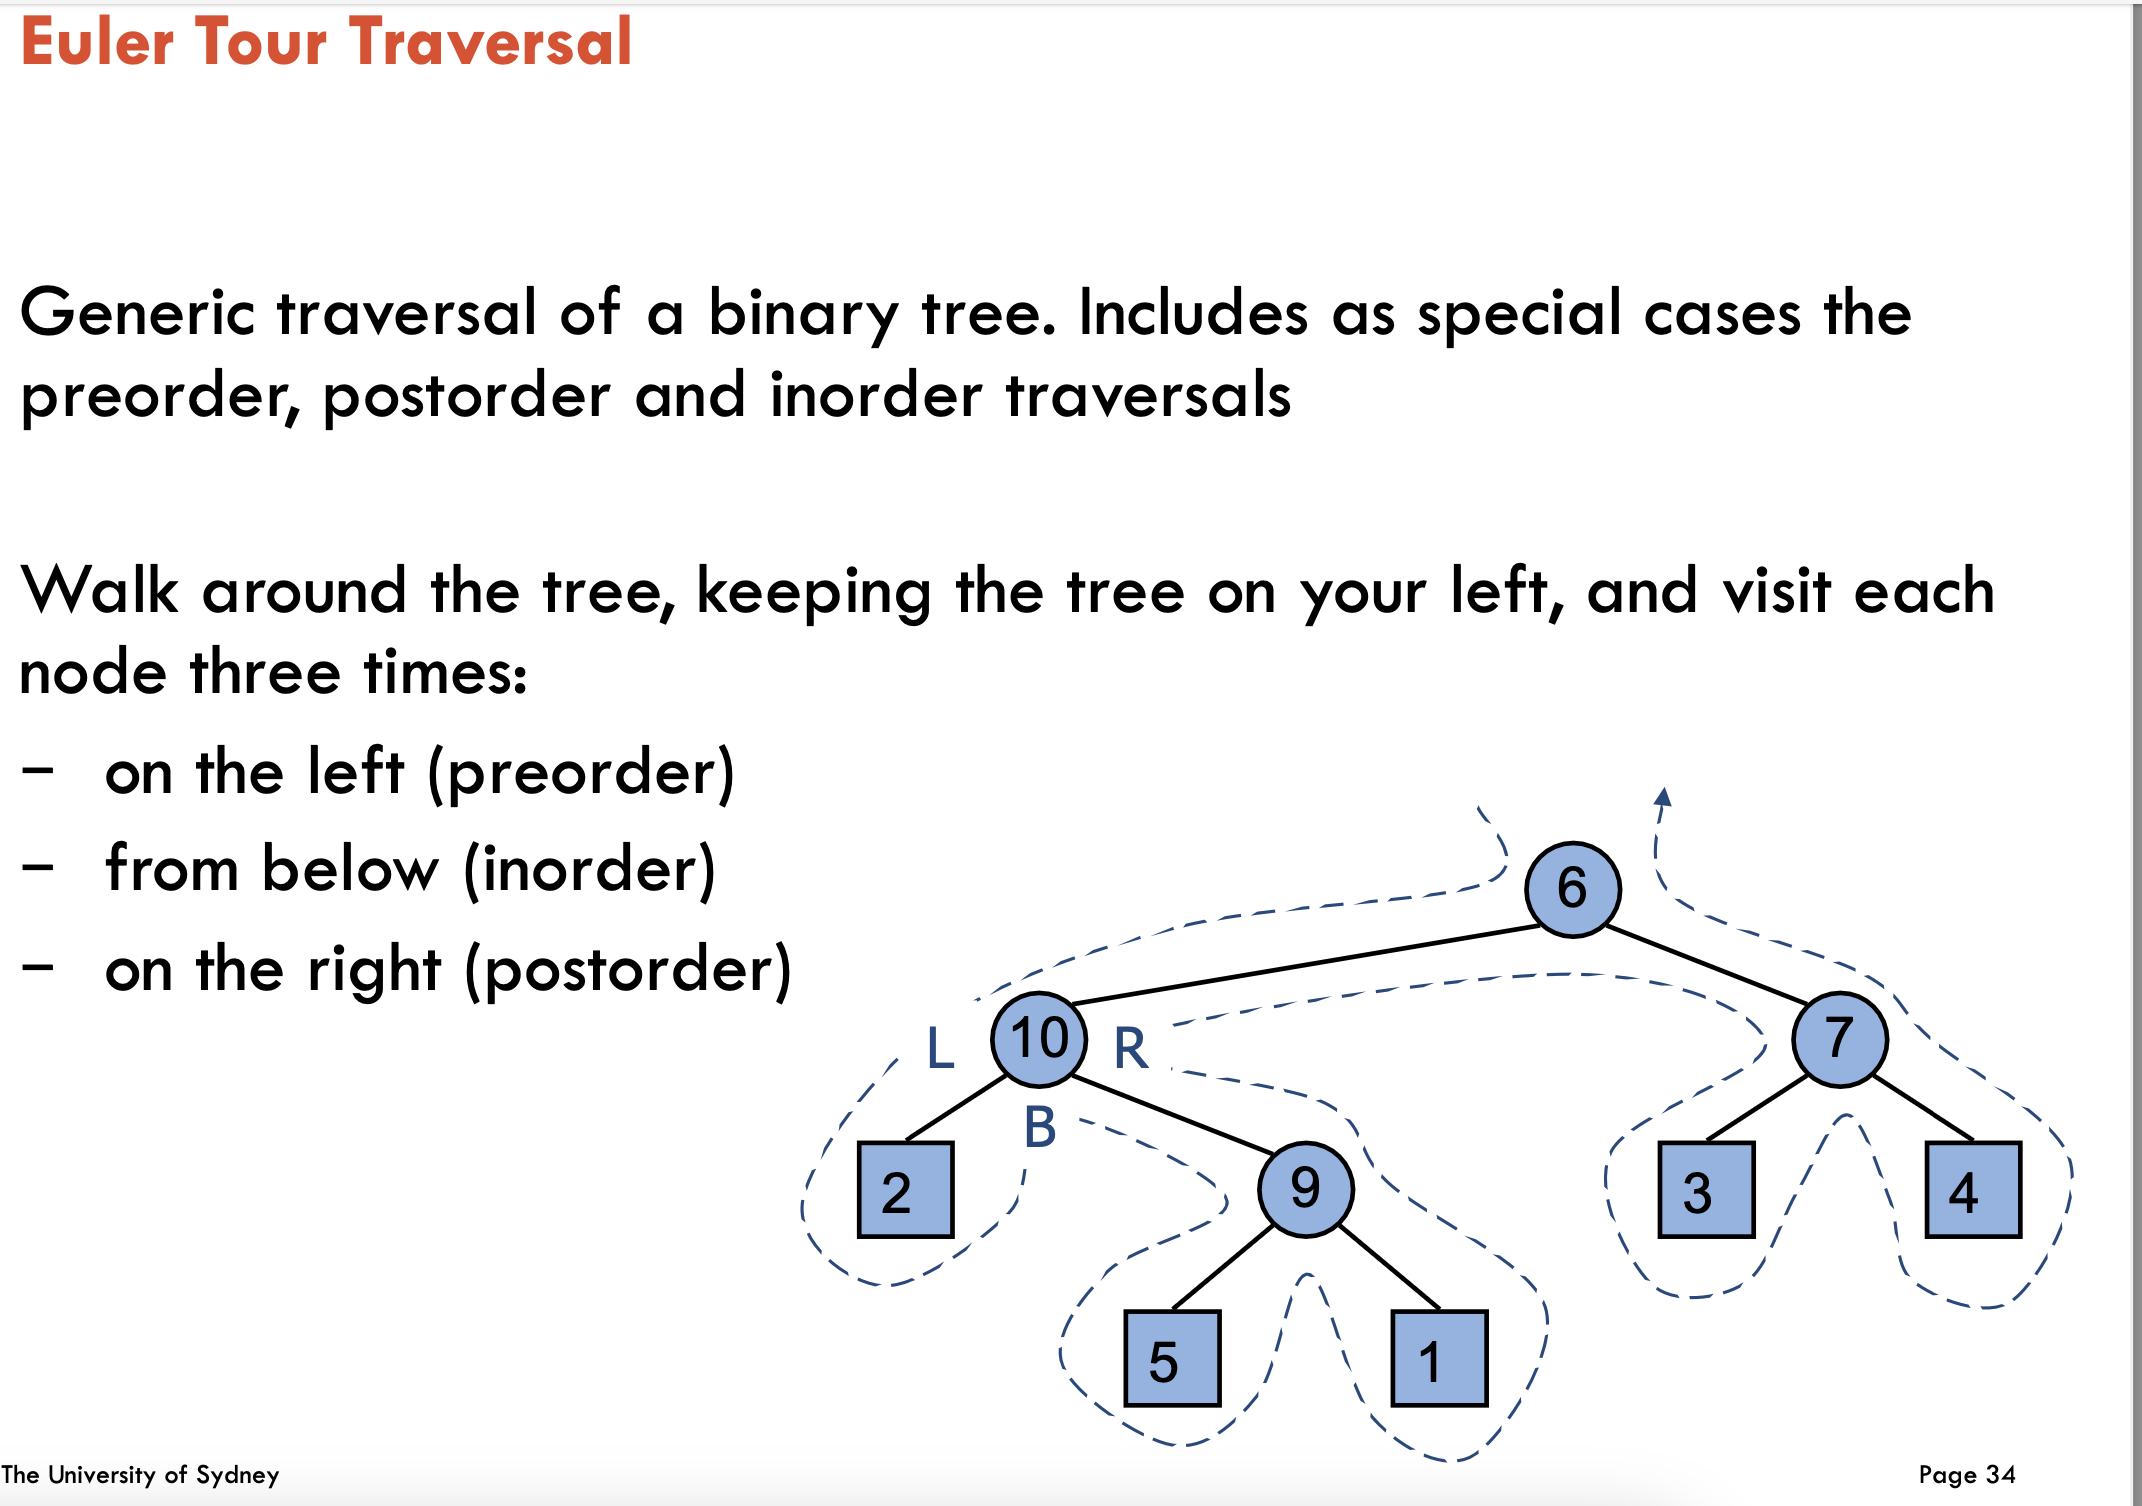 Euler Tour Traversal
Generic traversal of a binary tree. Includes as special cases the
preorder, postorder and inorder traversals
Walk around the tree, keeping the tree on your left, and visit each
node three times:
– on the left (preorder)
– from below (inorder)
– on the right (postorder)
6
L 10 R 7
B
2 9 3 4
5 1
The University of Sydney
Page 34